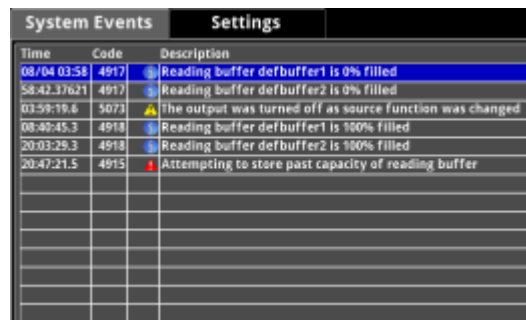 System Events Settings
Time Code Description
08/04 03:58 4917 Reading buffer defbuffer1 is 0% filled
58:42.37621 4917 Reading buffer defbuffer2 is 0% filled
03:59:19.6 5073 The output was turned off as source function was changed
08:40:45.3 4918 Reading buffer defbuffer1 is 100% filled
20:03:29.3 4918 Reading buffer defbuffer2 is 100% filled
20:47:21.5 4915 Attempting to store past capacity of reading buffer